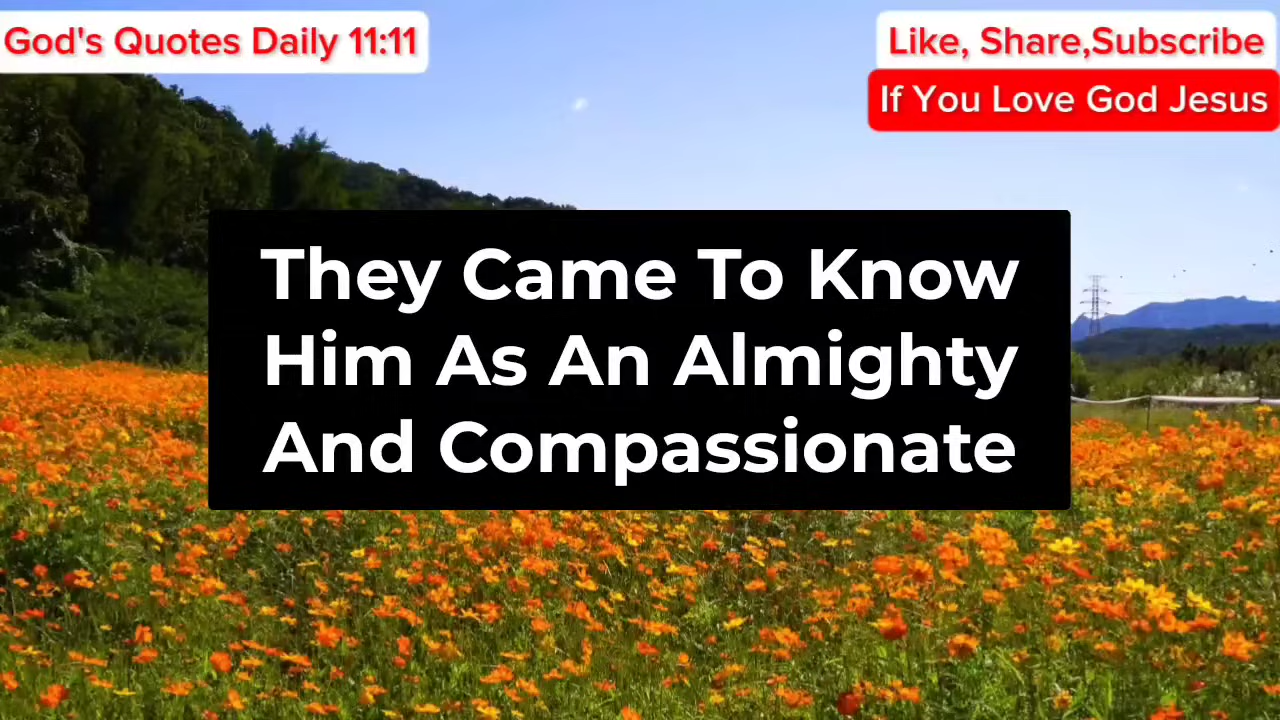 God's Quotes Daily 11:11
Like, Share,Subscribe
If You Love God Jesus
They Came To Know
Him As An Almighty
And Compassionate